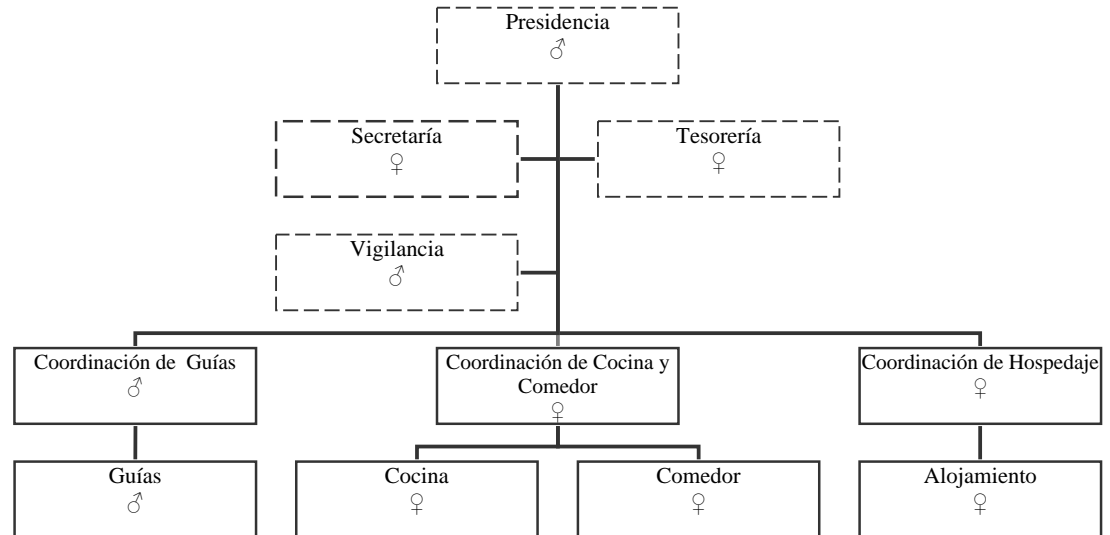 Presidencia
♂
Secretaría
♀
Tesorería
♀
Vigilancia
♂
Coordinación de Guías
♂
Coordinación de Cocina y
Comedor
♀
Coordinación de Hospedaje
♀
Guías
♂
Cocina
♀
Comedor
♀
Alojamiento
♀